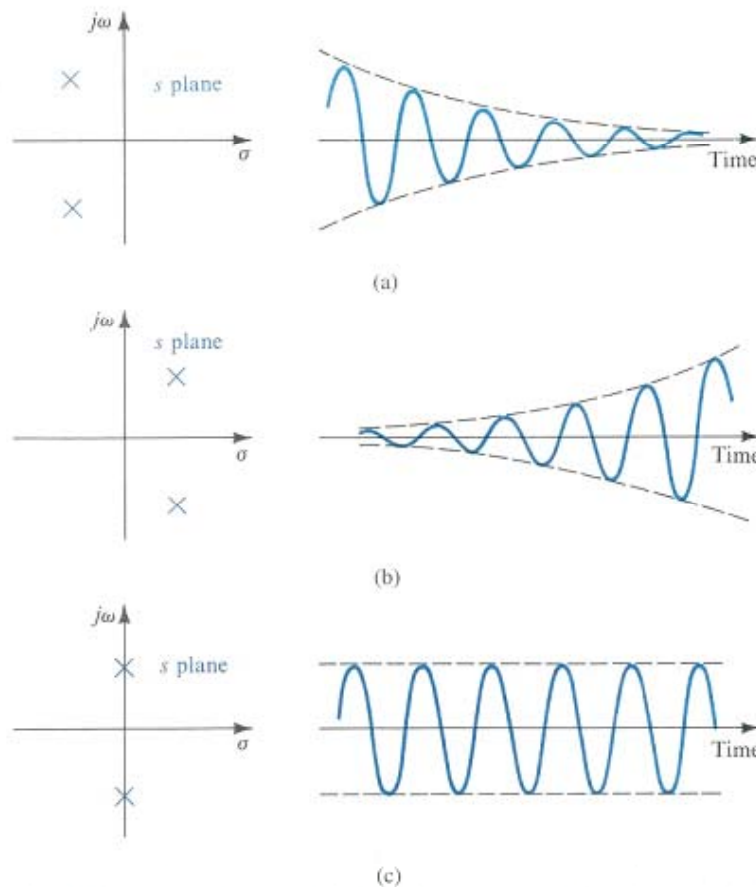 jω
s plane
σ
Time
(a)
jω
s plane
σ
Time
(b)
jω
s plane
σ
Time
(c)